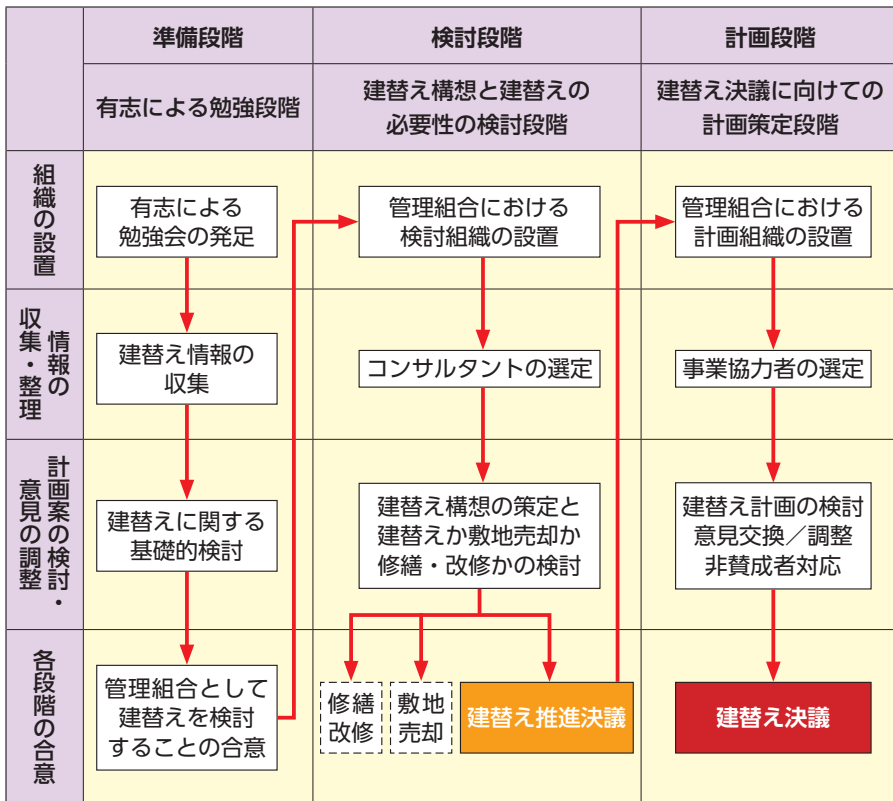 準備段階
検討段階
計画段階
有志による勉強段階
建替え構想と建替えの
必要性の検討段階
建替え決議に向けての
計画策定段階
組織の設置
有志による
勉強会の発足
管理組合における
検討組織の設置
管理組合における
計画組織の設置
情報の
収集・整理
建替え情報の
収集
コンサルタントの選定
事業協力者の選定
計画案の検討・
意見の調整
建替えに関する
基礎的検討
建替え構想の策定と
建替えか敷地売却か
修繕・改修かの検討
建替え計画の検討
意見交換／調整
非賛成者対応
各段階の合意
管理組合として
建替えを検討
することの合意
修繕
改修
敷地
売却
建替え推進決議
建替え決議